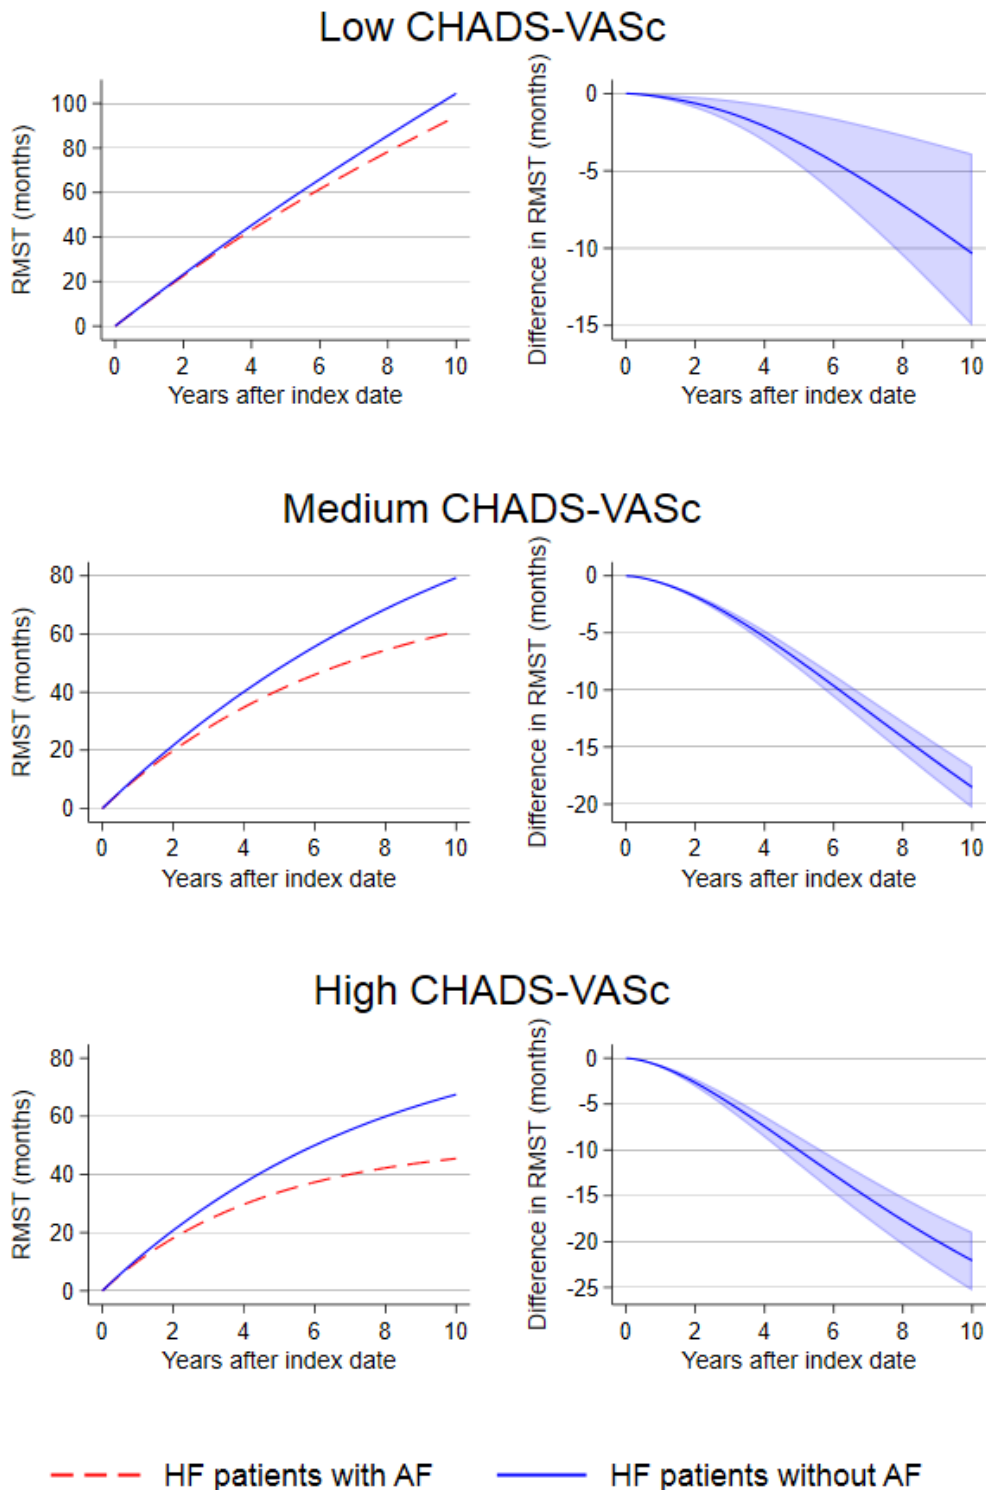 Low CHADS-VASc
RMST (months)
100
80
60
40
20
0
0 2 4 6 8 10
Years after index date
Difference in RMST (months)
0
-5
-10
-15
0 2 4 6 8 10
Years after index date
Medium CHADS-VASc
RMST (months)
80
60
40
20
0
0 2 4 6 8 10
Years after index date
Difference in RMST (months)
0
-5
-10
-15
-20
0 2 4 6 8 10
Years after index date
High CHADS-VASc
RMST (months)
80
60
40
20
0
0 2 4 6 8 10
Years after index date
Difference in RMST (months)
0
-5
-10
-15
-20
-25
0 2 4 6 8 10
Years after index date
HF patients with AF
HF patients without AF